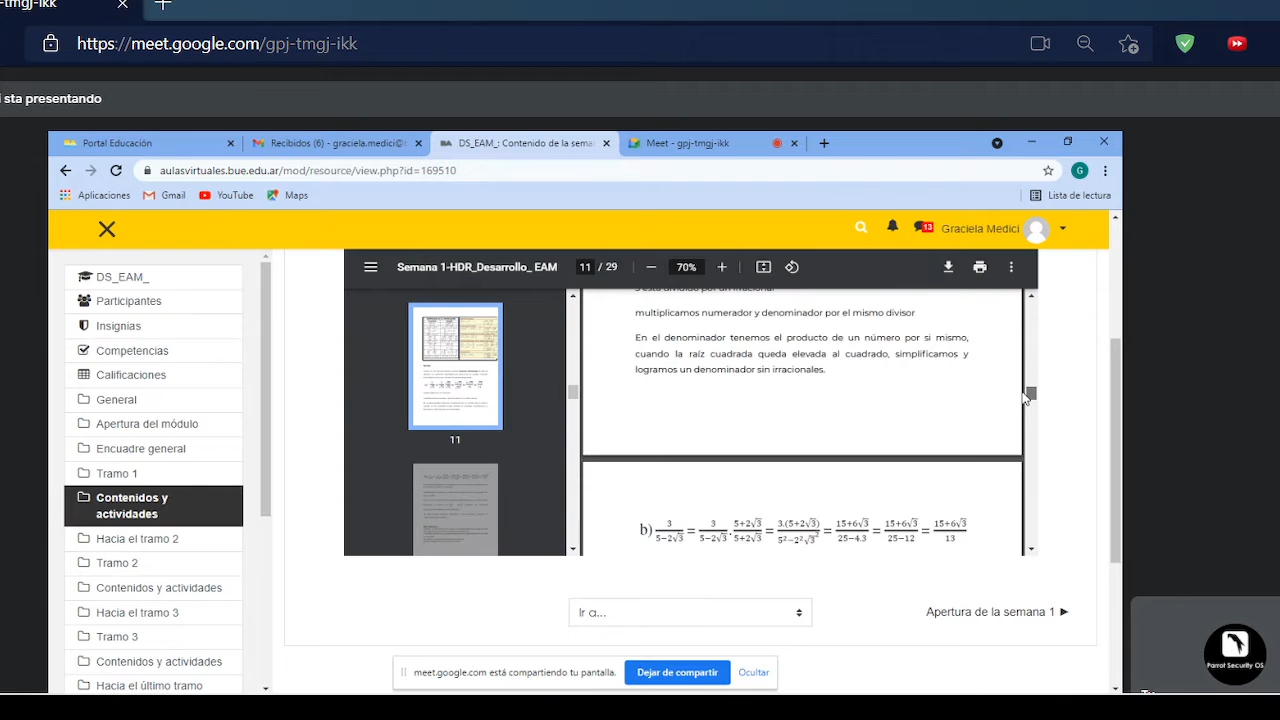 -tmgj-ikk
https://meet.google.com/gpj-tmgj-ikk
sta presentando
Portal Educación
Recibidos (6) - graciela.medici@
DS_EAM_: Contenido de la sema
Meet - gpj-tmgj-ikk
aulasvirtuales.bue.edu.ar/mod/resource/view.php?id=169510
Aplicaciones
Gmail
YouTube
Maps
Lista de lectura
13
Graciela Medici
DS_EAM_
Participantes
Insignias
Competencias
Calificaciones
General
Apertura del módulo
Encuadre general
Tramo 1
Contenidos y
actividades
Hacia el tramo 2
Tramo 2
Contenidos y actividades
Hacia el tramo 3
Tramo 3
Contenidos y actividades
Hacia el último tramo
Semana 1-HDR_Desarrollo_ EAM
11 / 29
70%
11
multiplicamos numerador y denominador por el mismo divisor
En el denominador tenemos el producto de un número por si mismo,
cuando la raíz cuadrada queda elevada al cuadrado, simplificamos y
logramos un denominador sin irracionales.
b) 3/(5−2√3) = 3/(5−2√3) . (5+2√3)/(5+2√3) = 3.(5+2√3)/(5²−2²√3²) = (15+6√3)/(25−4.3) = (15+6√3)/(25−12) = (15+6√3)/13
Ir a...
Apertura de la semana 1
meet.google.com está compartiendo tu pantalla.
Dejar de compartir
Ocultar
Parrot Security OS